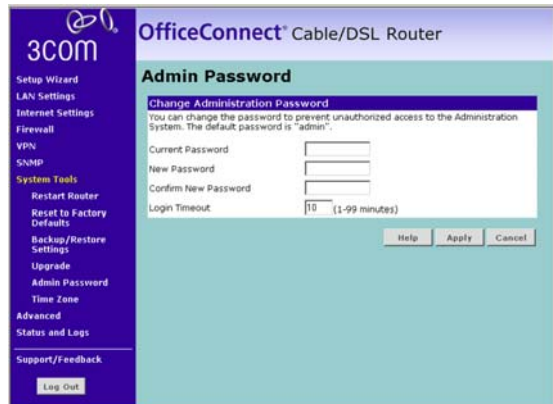 3COM
OfficeConnect® Cable/DSL Router
Setup Wizard
LAN Settings
Internet Settings
Firewall
VPN
SNMP
System Tools
Restart Router
Reset to Factory
Defaults
Backup/Restore
Settings
Upgrade
Admin Password
Time Zone
Advanced
Status and Logs
Support/Feedback
Log Out
Admin Password
Change Administration Password
You can change the password to prevent unauthorized access to the Administration
System. The default password is "admin".
Current Password
New Password
Confirm New Password
Login Timeout 10 (1-99 minutes)
Help Apply Cancel